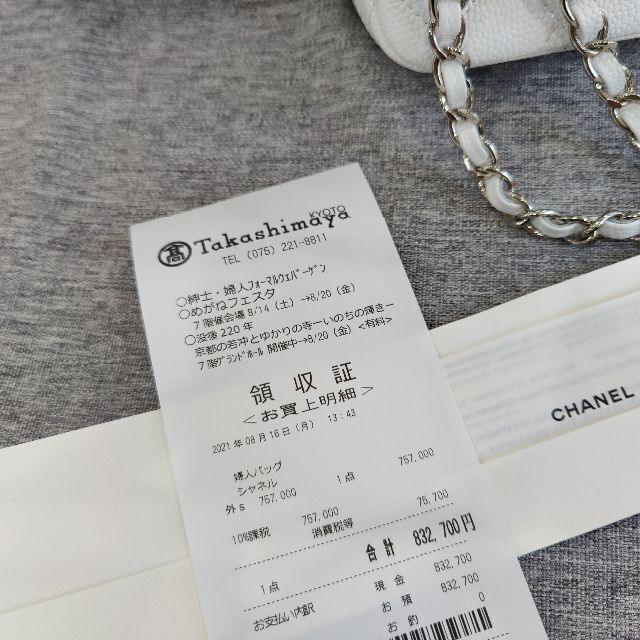 KYOTO
高 Takashimaya
TEL (075) 221-8811
○紳士・婦人フォーマルウェアバーゲン
○めがねフェスタ
7階催会場 8/14(土)→8/20(金)
○没後220年
京都の若冲とゆかりの寺ーいのちの輝きー
7階グランドホール 開催中→8/20(金)<有料>
領収証
<お買上明細>
2021年08月16日(月) 13:43
婦人バッグ
シャネル 1点 757,000
外s 757,000
10%課税 757,000
消費税等 75,700
合計 832,700円
1点
お支払い内訳 現金 832,700
お預 832,700
お釣 0
CHANEL